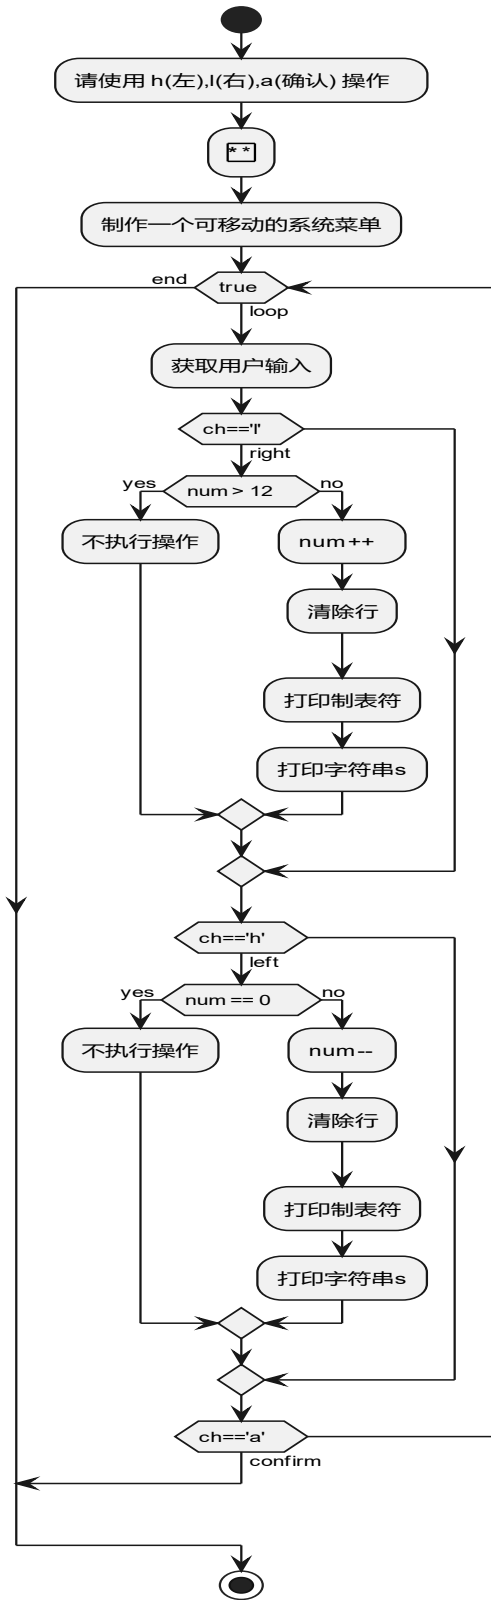 请使用 h(左),l(右),a(确认) 操作
**
制作一个可移动的系统菜单
end
true
loop
获取用户输入
ch=='l'
right
yes
num > 12
no
不执行操作
num++
清除行
打印制表符
打印字符串s
ch=='h'
left
yes
num == 0
no
不执行操作
num--
清除行
打印制表符
打印字符串s
ch=='a'
confirm